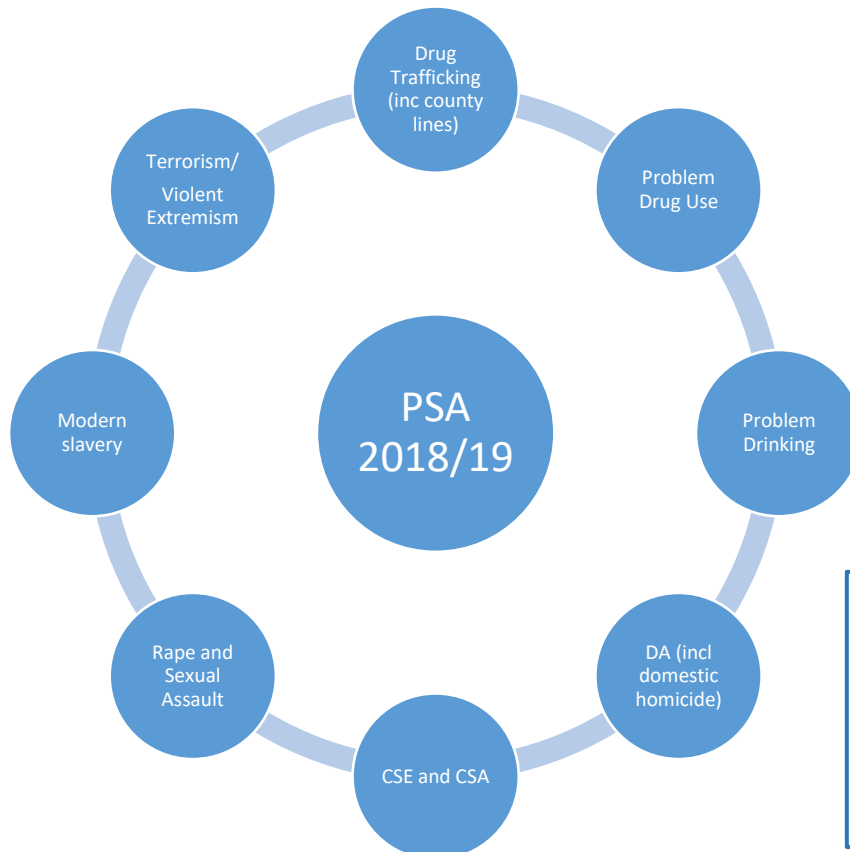 Drug
Trafficking
(inc county
lines)
Problem
Drug Use
Problem
Drinking
DA (incl
domestic
homicide)
CSE and CSA
Rape and
Sexual
Assault
Modern
slavery
Terrorism/
Violent
Extremism
PSA
2018/19